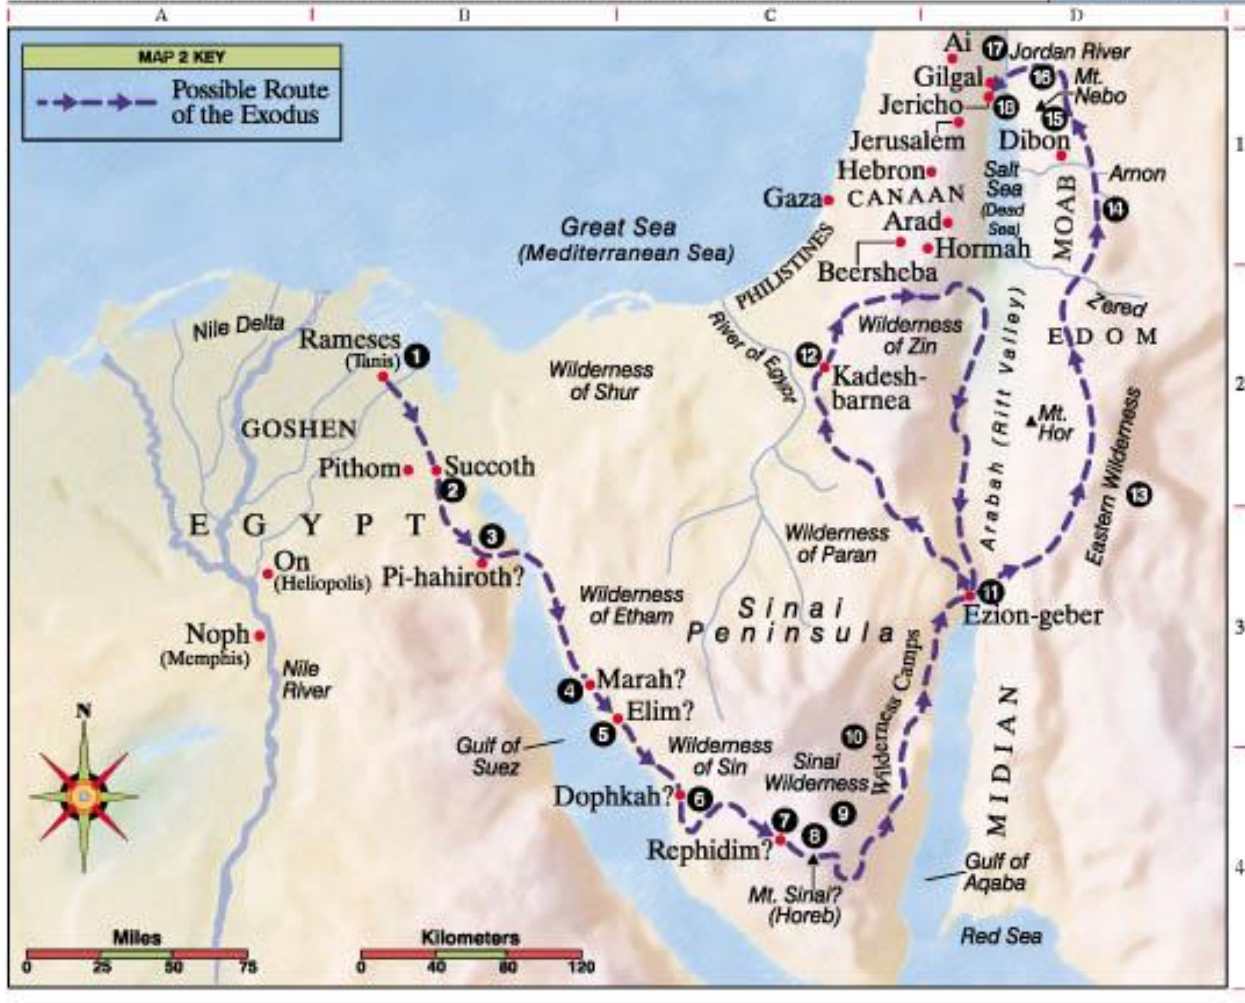 A B C D
MAP 2 KEY
Possible Route
of the Exodus
Ai
17
Jordan River
Gilgal
16
Mt.
Nebo
Jericho
18
15
Jerusalem
Dibon
1
Hebron
Salt
Sea
(Dead
Sea)
Arnon
Gaza
CANAAN
MOAB
14
Arad
Great Sea
(Mediterranean Sea)
Hormah
PHILISTINES
Beersheba
Zered
Nile Delta
River of Egypt
Wilderness
of Zin
EDOM
Rameses
(Tanis)
1
12
Wilderness
of Shur
Kadesh-
barnea
2
Arabah (Rift Valley)
Mt.
Hor
GOSHEN
Eastern Wilderness
Pithom
Succoth
2
13
EGYPT
3
Wilderness
of Paran
On
(Heliopolis)
Pi-hahiroth?
Wilderness
of Etham
Sinai
Peninsula
11
Ezion-geber
3
Noph
(Memphis)
Nile
River
Marah?
4
Elim?
5
Wilderness Camps
N
Gulf of
Suez
Wilderness
of Sin
10
Sinai
Wilderness
MIDIAN
Dophkah?
6
9
7
8
Rephidim?
Mt. Sinai?
(Horeb)
Gulf of
Aqaba
4
Red Sea
Miles
0 25 50 75
Kilometers
0 40 80 120